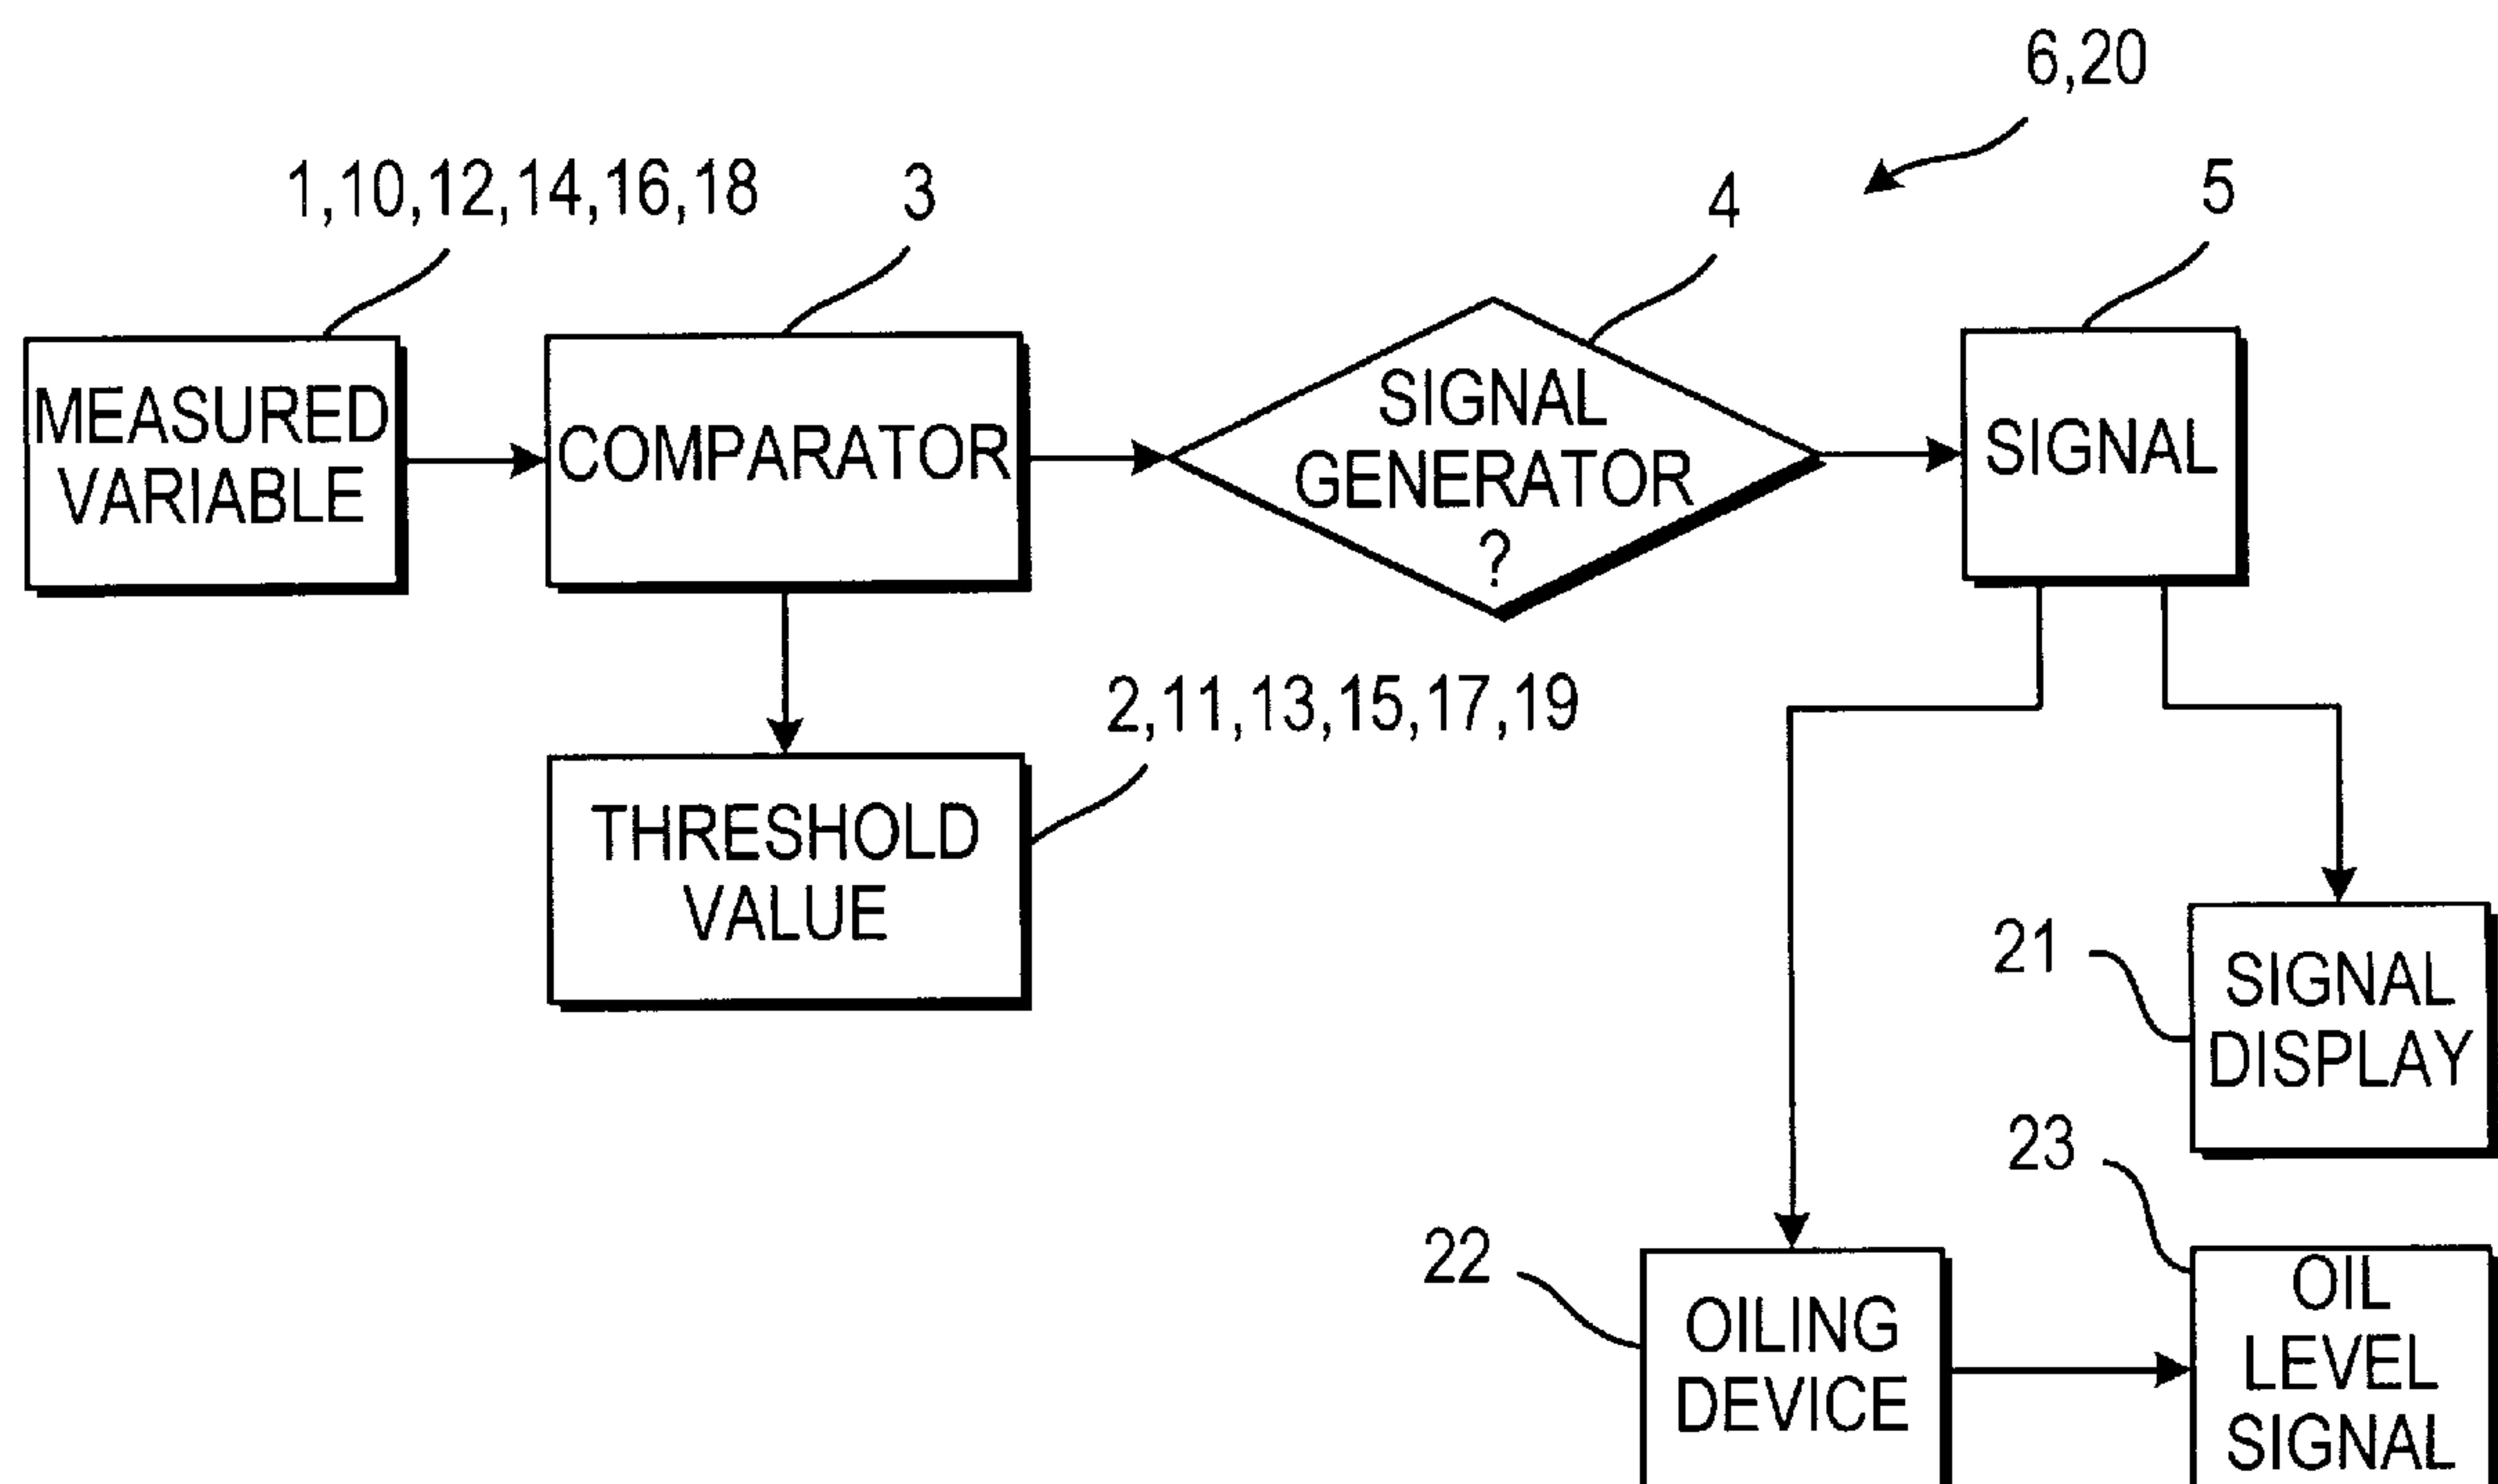 6,20
1,10,12,14,16,18
3
4
5
MEASURED
VARIABLE
COMPARATOR
SIGNAL
GENERATOR
?
SIGNAL
2,11,13,15,17,19
THRESHOLD
VALUE
21
SIGNAL
DISPLAY
22
OILING
DEVICE
23
OIL
LEVEL
SIGNAL